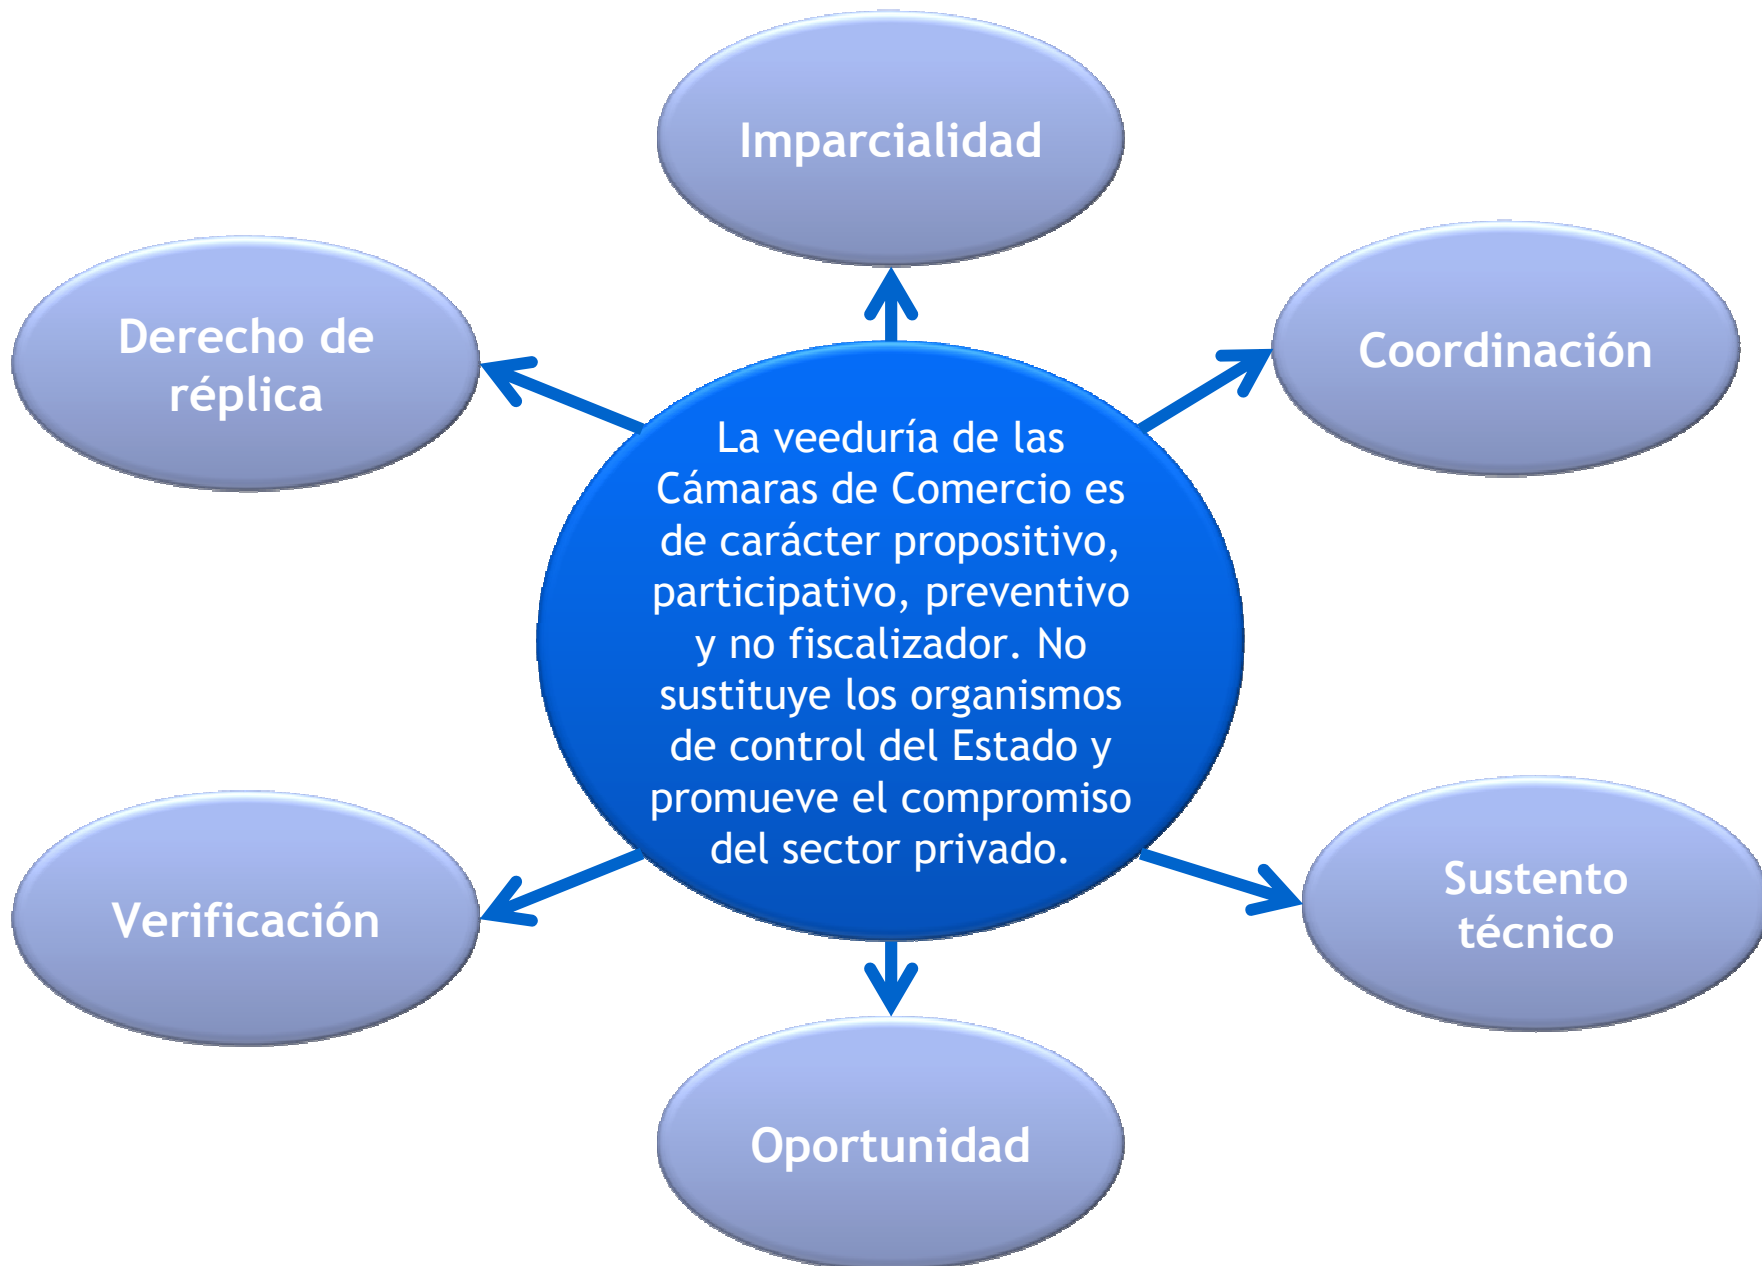 Imparcialidad
Derecho de
réplica
Coordinación
La veeduría de las
Cámaras de Comercio es
de carácter propositivo,
participativo, preventivo
y no fiscalizador. No
sustituye los organismos
de control del Estado y
promueve el compromiso
del sector privado.
Verificación
Sustento
técnico
Oportunidad